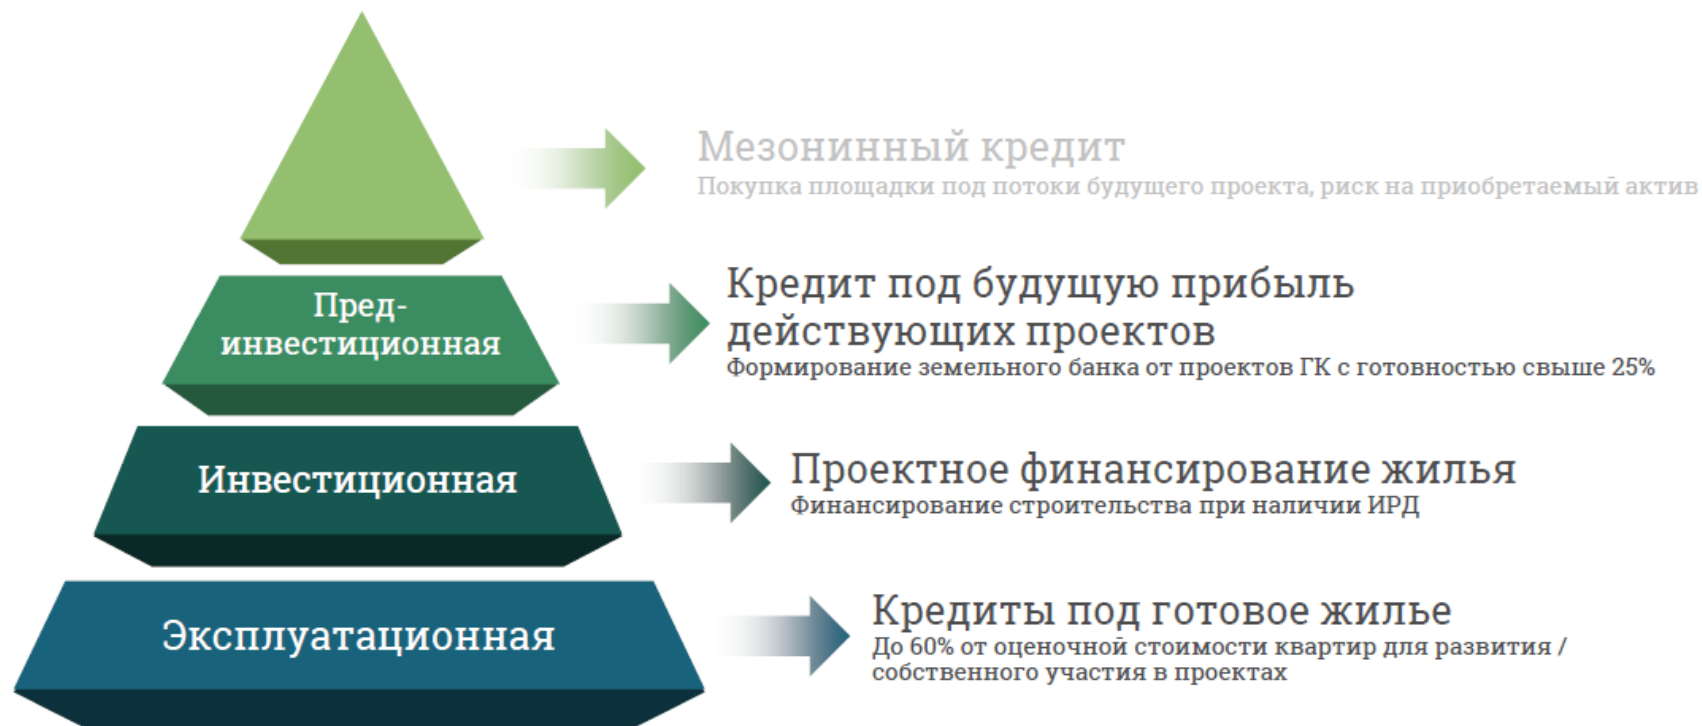 Мезонинный кредит
Покупка площадки под потоки будущего проекта, риск на приобретаемый актив
Пред-
инвестиционная
Кредит под будущую прибыль
действующих проектов
Формирование земельного банка от проектов ГК с готовностью свыше 25%
Инвестиционная
Проектное финансирование жилья
Финансирование строительства при наличии ИРД
Эксплуатационная
Кредиты под готовое жилье
До 60% от оценочной стоимости квартир для развития /
собственного участия в проектах